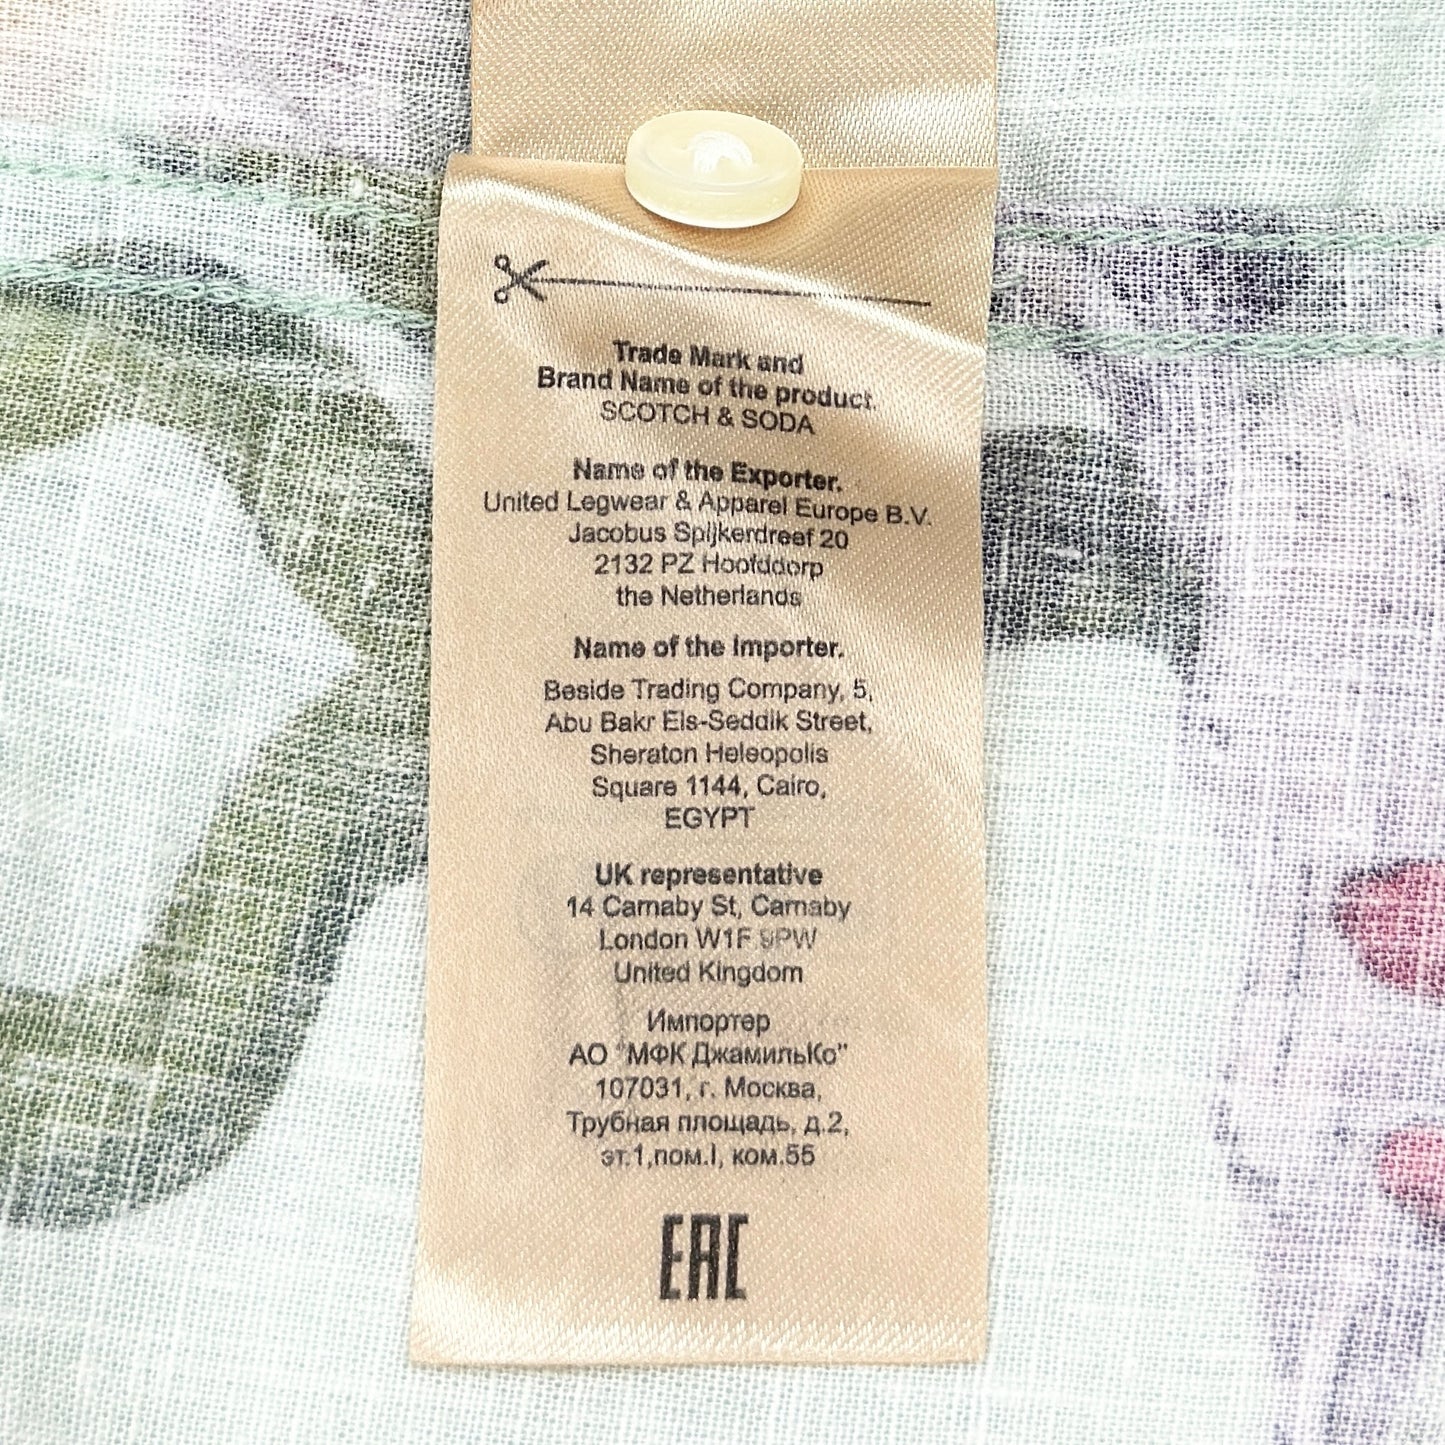 Trade Mark and
Brand Name of the product.
SCOTCH & SODA
Name of the Exporter.
United Legwear & Apparel Europe B.V.
Jacobus Spijkerdreef 20
2132 PZ Hoofddorp
the Netherlands
Name of the Importer.
Beside Trading Company, 5,
Abu Bakr Els-Seddik Street,
Sheraton Heleopolis
Square 1144, Cairo,
EGYPT
UK representative
14 Carnaby St, Carnaby
London W1F 9PW
United Kingdom
Импортер
АО "МФК ДжамильКо"
107031, г. Москва,
Трубная площадь, д.2,
эт.1,пом.I, ком.55
EAC